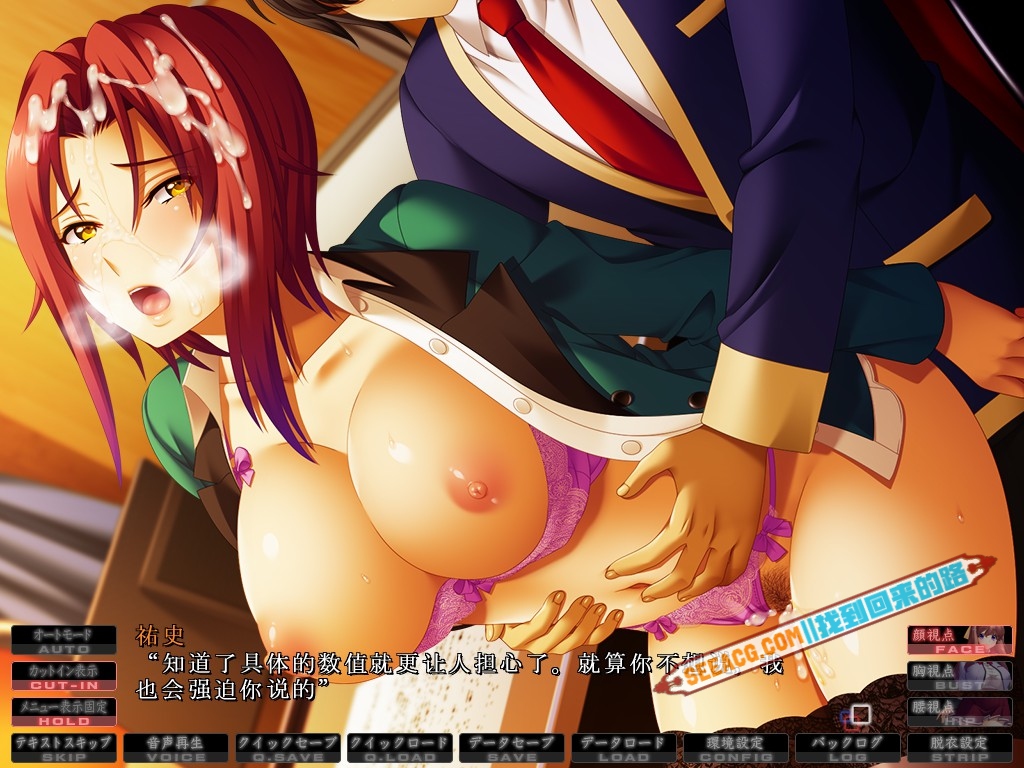 祐史
“知道了具体的数值就更让人担心了。就算你不想说，我
也会强迫你说的”
SEEACG.COM||找到回来的路
オートモード
AUTO
カットイン表示
CUT-IN
メニュー表示固定
HOLD
顔視点
FACE
胸視点
BUST
腰視点
HIP
テキストスキップ
SKIP
音声再生
VOICE
クイックセーブ
Q.SAVE
クイックロード
Q.LOAD
データセーブ
SAVE
データロード
LOAD
環境設定
CONFIG
バックログ
LOG
脱衣設定
STRIP